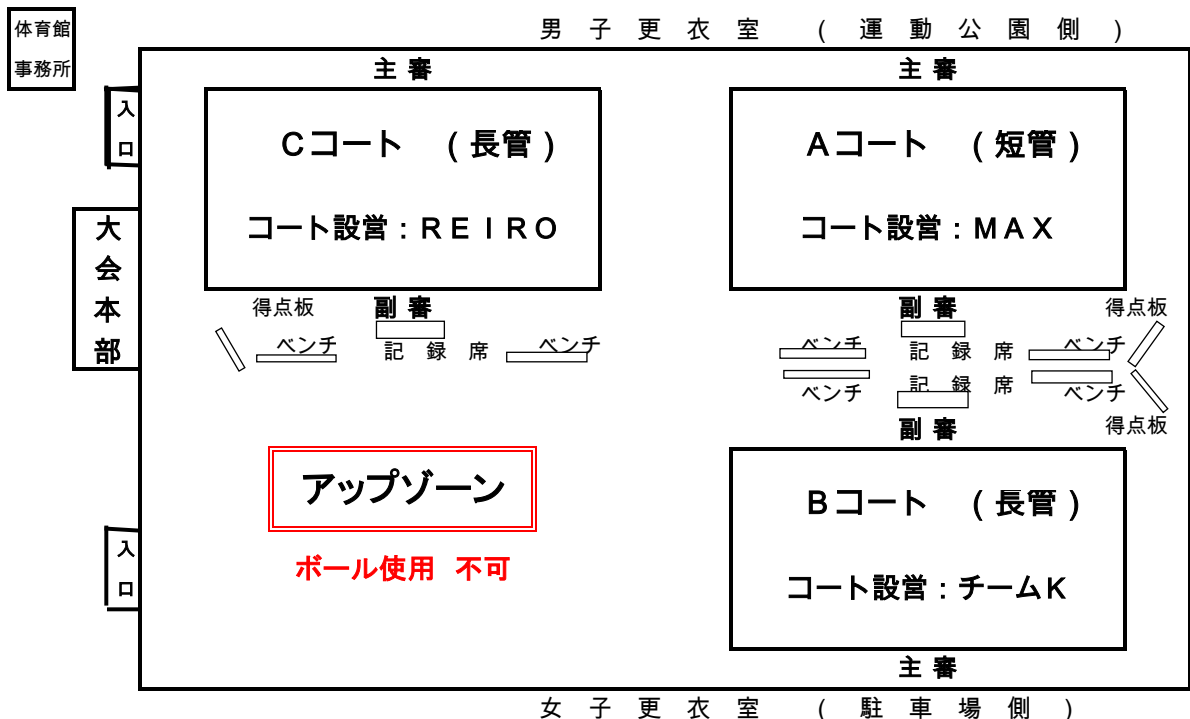 体育館
事務所
男子更衣室 (運動公園側)
入口
大会本部
入口
主審
Cコート (長管)
コート設営:REIRO
副審
得点板
ベンチ
記録席
ベンチ
アップゾーン
ボール使用 不可
主審
Aコート (短管)
コート設営:MAX
副審
得点板
ベンチ
記録席
ベンチ
ベンチ
記録席
ベンチ
得点板
副審
Bコート (長管)
コート設営:チームK
主審
女子更衣室 (駐車場側)